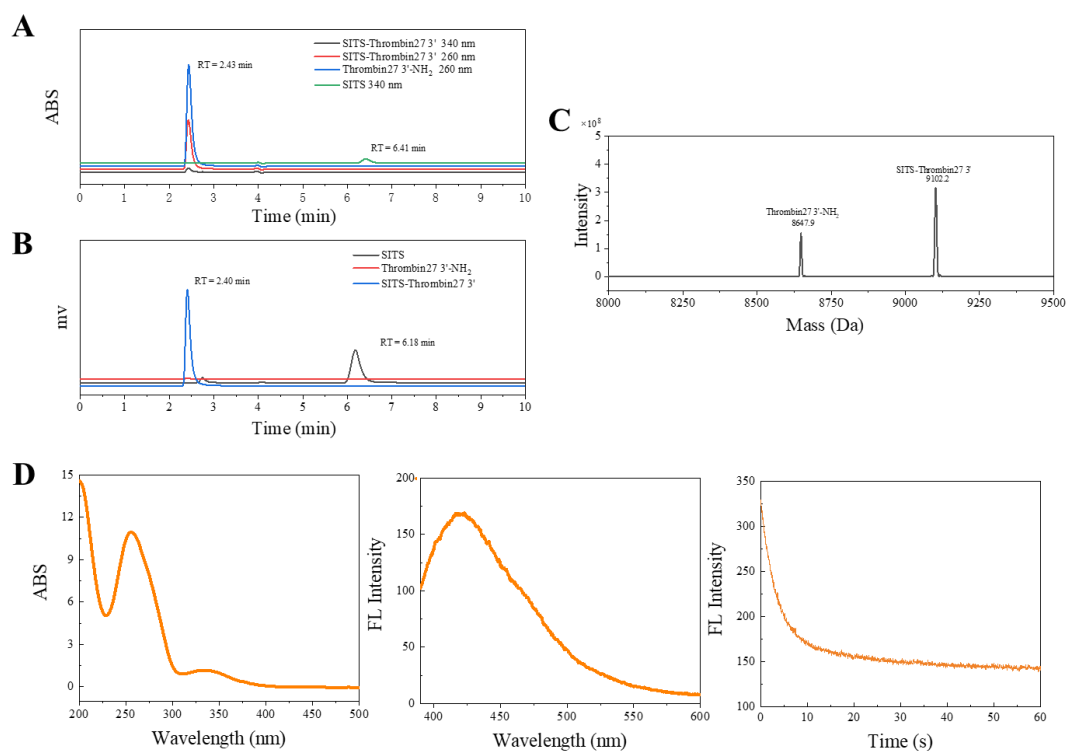 A
SITS-Thrombin27 3' 340 nm
SITS-Thrombin27 3' 260 nm
Thrombin27 3'-NH2 260 nm
SITS 340 nm
RT = 2.43 min
RT = 6.41 min
ABS
0 1 2 3 4 5 6 7 8 9 10
Time (min)
B
SITS
Thrombin27 3'-NH2
SITS-Thrombin27 3'
RT = 2.40 min
RT = 6.18 min
mv
0 1 2 3 4 5 6 7 8 9 10
Time (min)
C
×10⁸
5
4
3
2
1
0
Intensity
SITS-Thrombin27 3'
9102.2
Thrombin27 3'-NH2
8647.9
8000 8250 8500 8750 9000 9250 9500
Mass (Da)
D
15
12
9
6
3
0
ABS
200 250 300 350 400 450 500
Wavelength (nm)
200
150
100
50
0
FL Intensity
400 450 500 550 600
Wavelength (nm)
350
300
250
200
150
100
FL Intensity
0 10 20 30 40 50 60
Time (s)